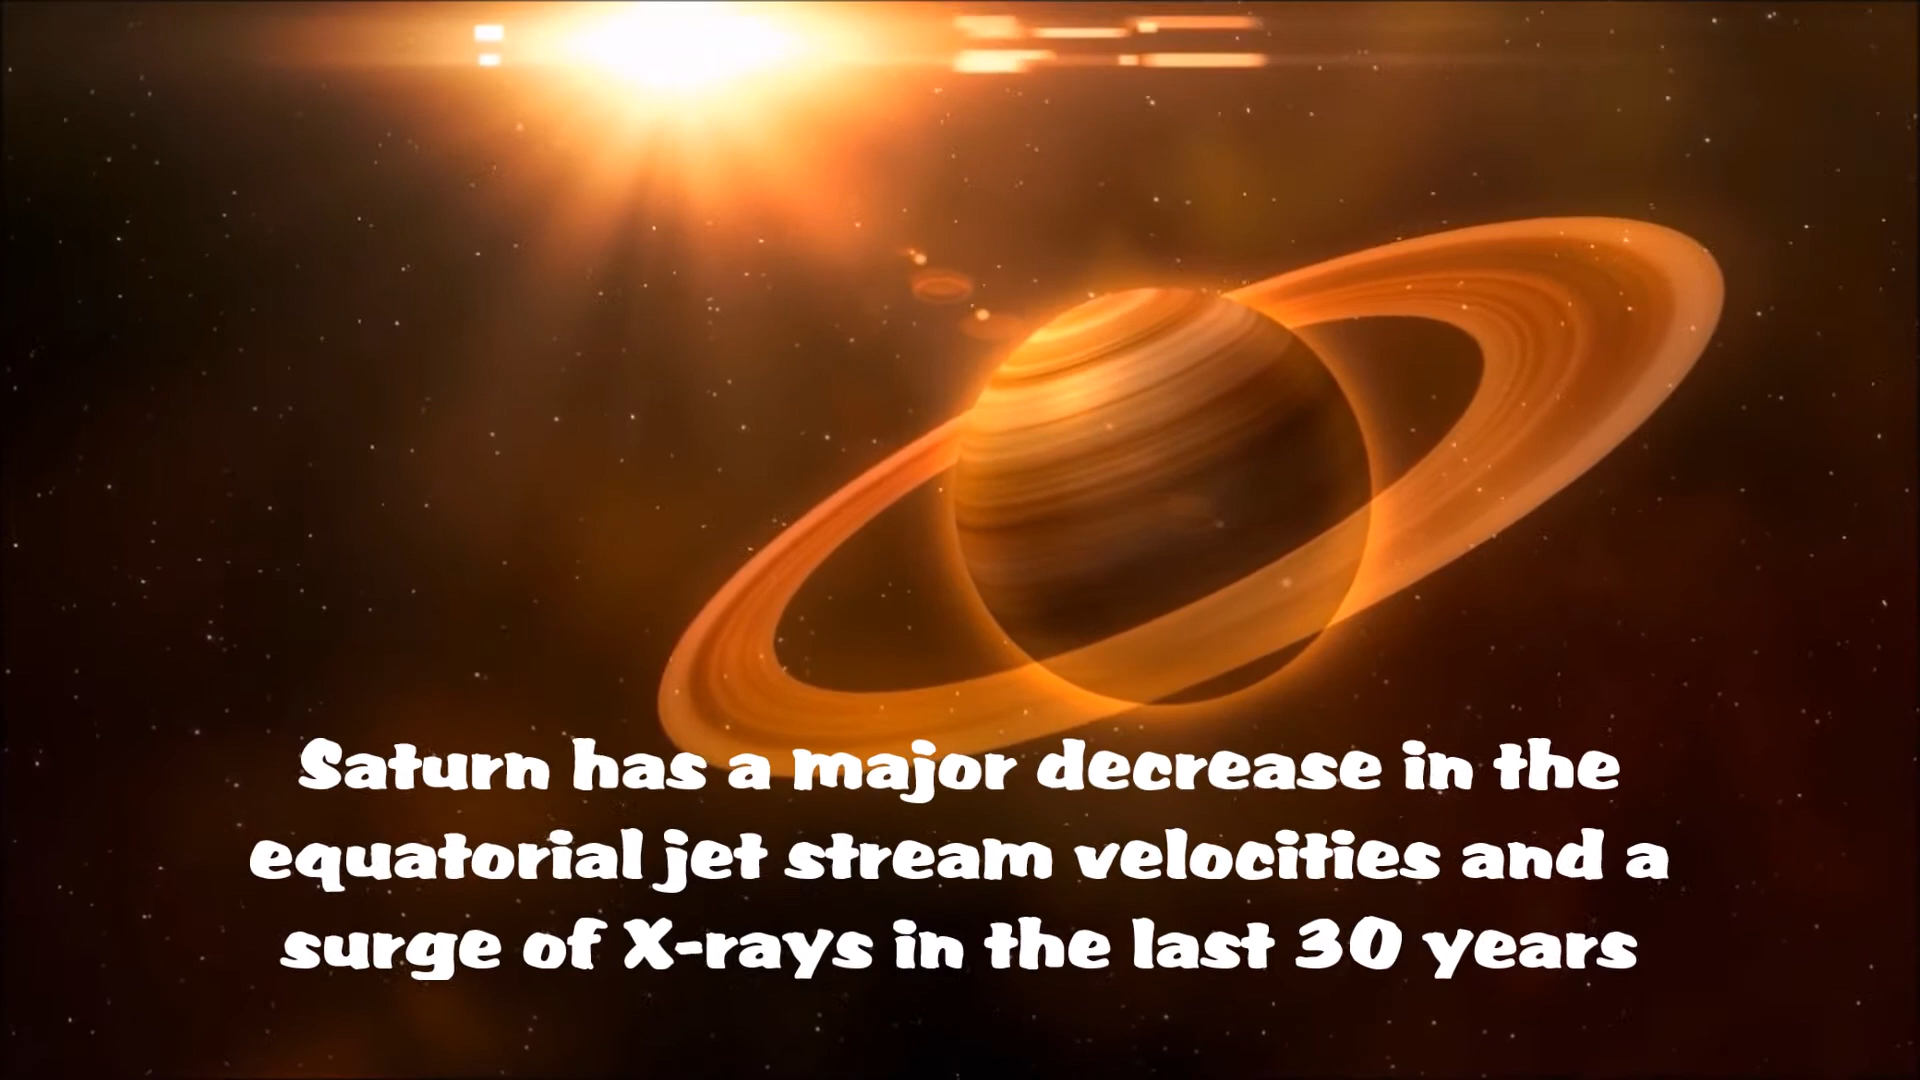 Saturn has a major decrease in the
equatorial jet stream velocities and a
surge of X-rays in the last 30 years